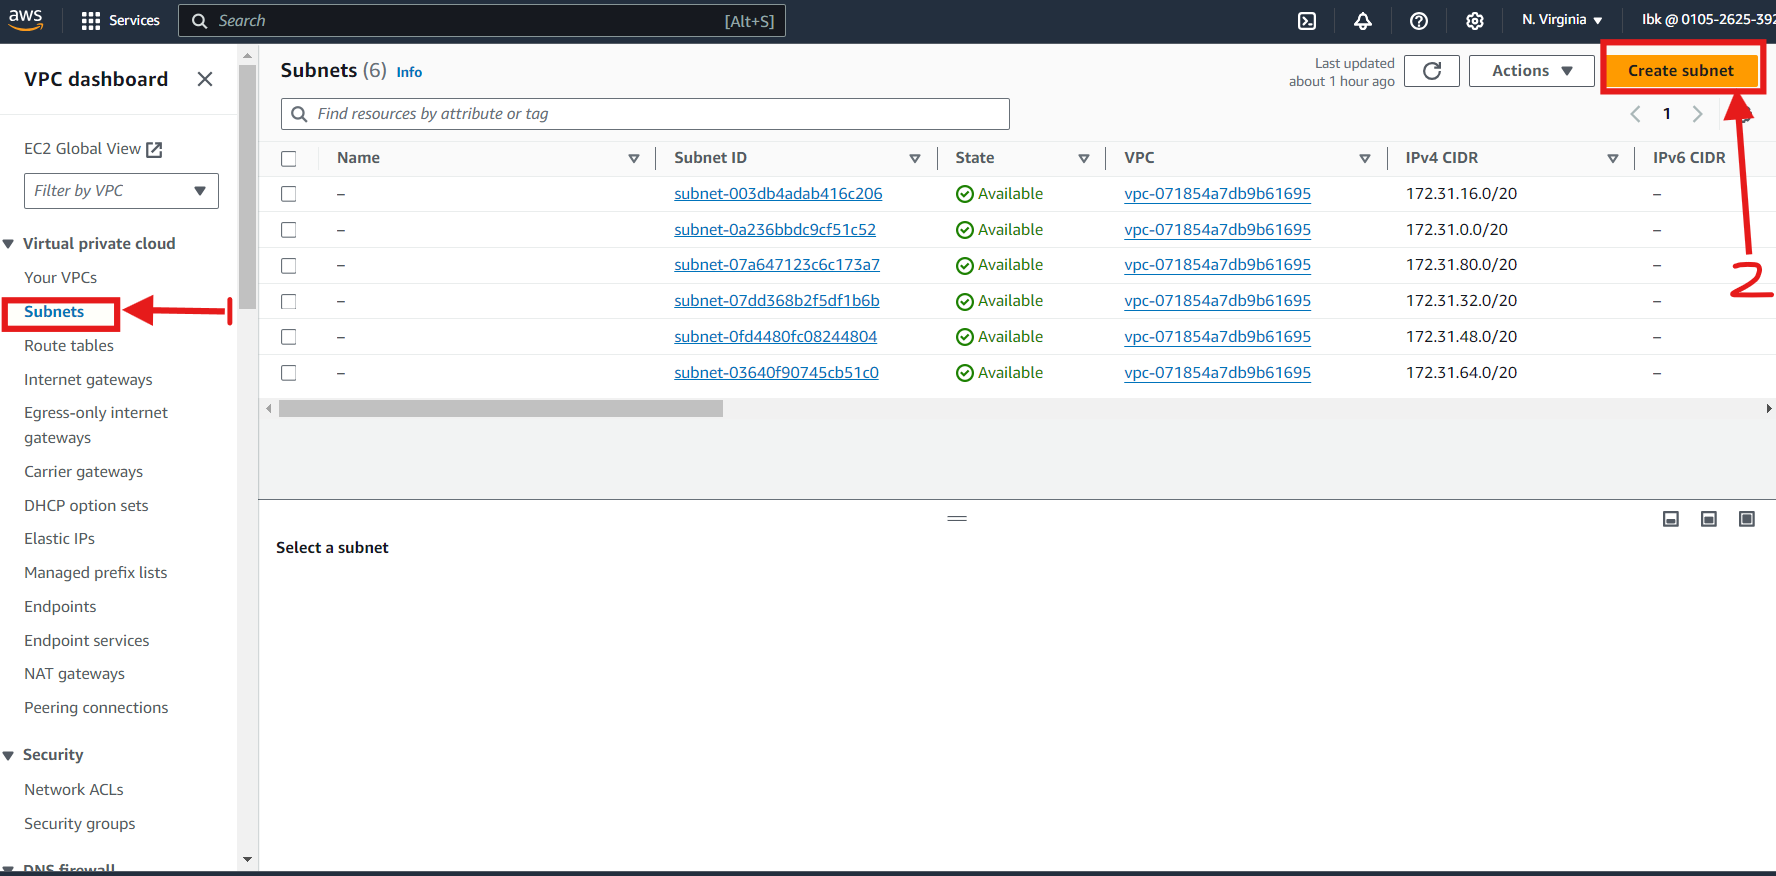 aws
Services
Search
[Alt+S]
N. Virginia
Ibk @ 0105-2625-392
VPC dashboard
EC2 Global View
Filter by VPC
Virtual private cloud
Your VPCs
Subnets
1
Route tables
Internet gateways
Egress-only internet
gateways
Carrier gateways
DHCP option sets
Elastic IPs
Managed prefix lists
Endpoints
Endpoint services
NAT gateways
Peering connections
Security
Network ACLs
Security groups
DNS firewall
Subnets (6) Info
Last updated
about 1 hour ago
Actions
Create subnet
Find resources by attribute or tag
1
2
Name Subnet ID State VPC IPv4 CIDR IPv6 CIDR
– subnet-003db4adab416c206 Available vpc-071854a7db9b61695 172.31.16.0/20 –
– subnet-0a236bbdc9cf51c52 Available vpc-071854a7db9b61695 172.31.0.0/20 –
– subnet-07a647123c6c173a7 Available vpc-071854a7db9b61695 172.31.80.0/20 –
– subnet-07dd368b2f5df1b6b Available vpc-071854a7db9b61695 172.31.32.0/20 –
– subnet-0fd4480fc08244804 Available vpc-071854a7db9b61695 172.31.48.0/20 –
– subnet-03640f90745cb51c0 Available vpc-071854a7db9b61695 172.31.64.0/20 –
Select a subnet